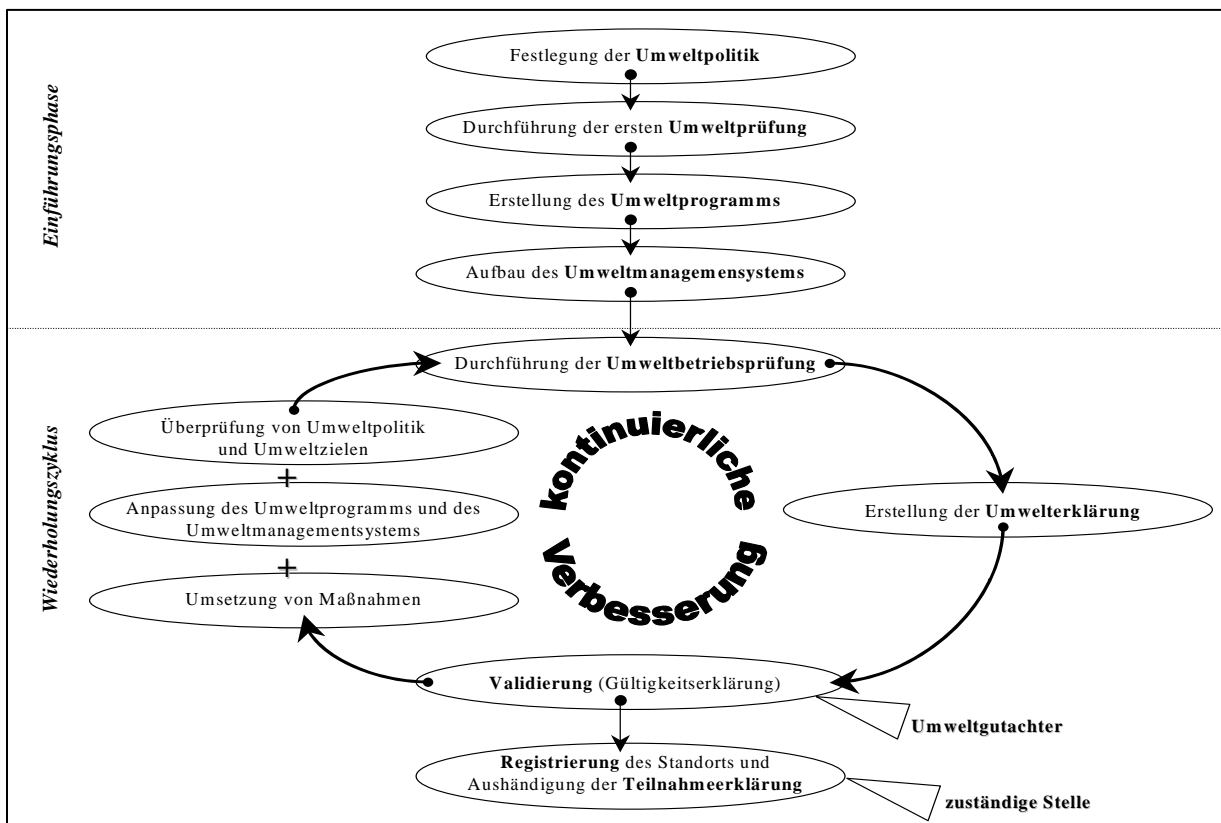 Einführungsphase
Festlegung der Umweltpolitik
Durchführung der ersten Umweltprüfung
Erstellung des Umweltprogramms
Aufbau des Umweltmanagemensystems
Wiederholungszyklus
Durchführung der Umweltbetriebsprüfung
Überprüfung von Umweltpolitik
und Umweltzielen
+
Anpassung des Umweltprogramms und des
Umweltmanagementsystems
+
Umsetzung von Maßnahmen
kontinuierliche
Verbesserung
Erstellung der Umwelterklärung
Validierung (Gültigkeitserklärung)
Umweltgutachter
Registrierung des Standorts und
Aushändigung der Teilnahmeerklärung
zuständige Stelle